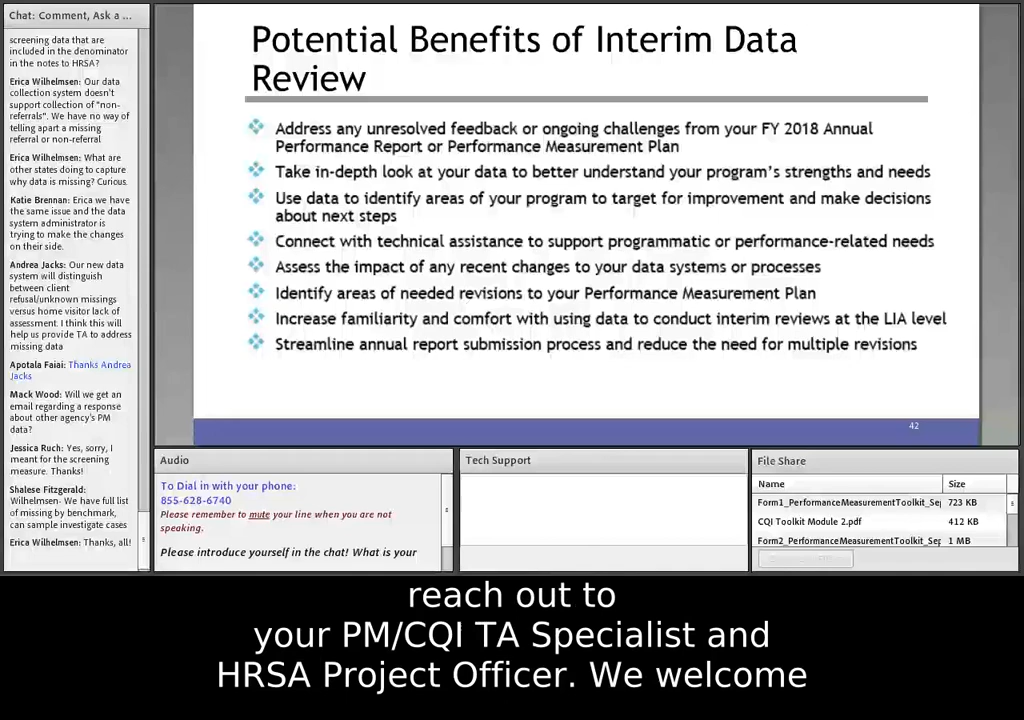 Chat: Comment, Ask a ...
screening data that are
included in the denominator
in the notes to HRSA?
Erica Wilhelmsen: Our data
collection system doesn't
support collection of "non-
referrals". We have no way of
telling apart a missing
referral or non-referral
Erica Wilhelmsen: What are
other states doing to capture
why data is missing? Curious.
Katie Brennan: Erica we have
the same issue and the data
system administrator is
trying to make the changes
on their side.
Andrea Jacks: Our new data
system will distinguish
between client
refusal/unknown missings
versus home visitor lack of
assessment. I think this will
help us provide TA to address
missing data
Apotala Faiai: Thanks Andrea
Jacks
Mack Wood: Will we get an
email regarding a response
about other agency's PM
data?
Jessica Ruch: Yes, sorry, I
meant for the screening
measure. Thanks!
Shalese Fitzgerald:
Wilhelmsen- We have full list
of missing by benchmark,
can sample investigate cases
Erica Wilhelmsen: Thanks, all!
Potential Benefits of Interim Data
Review
Address any unresolved feedback or ongoing challenges from your FY 2018 Annual
Performance Report or Performance Measurement Plan
Take in-depth look at your data to better understand your program's strengths and needs
Use data to identify areas of your program to target for improvement and make decisions
about next steps
Connect with technical assistance to support programmatic or performance-related needs
Assess the impact of any recent changes to your data systems or processes
Identify areas of needed revisions to your Performance Measurement Plan
Increase familiarity and comfort with using data to conduct interim reviews at the LIA level
Streamline annual report submission process and reduce the need for multiple revisions
42
Audio
To Dial in with your phone:
855-628-6740
Please remember to mute your line when you are not
speaking.
Please introduce yourself in the chat! What is your
Tech Support
File Share
Name Size
Form1_PerformanceMeasurementToolkit_Sep 723 KB
CQI Toolkit Module 2.pdf 412 KB
Form2_PerformanceMeasurementToolkit_Sep 1 MB
reach out to
your PM/CQI TA Specialist and
HRSA Project Officer. We welcome